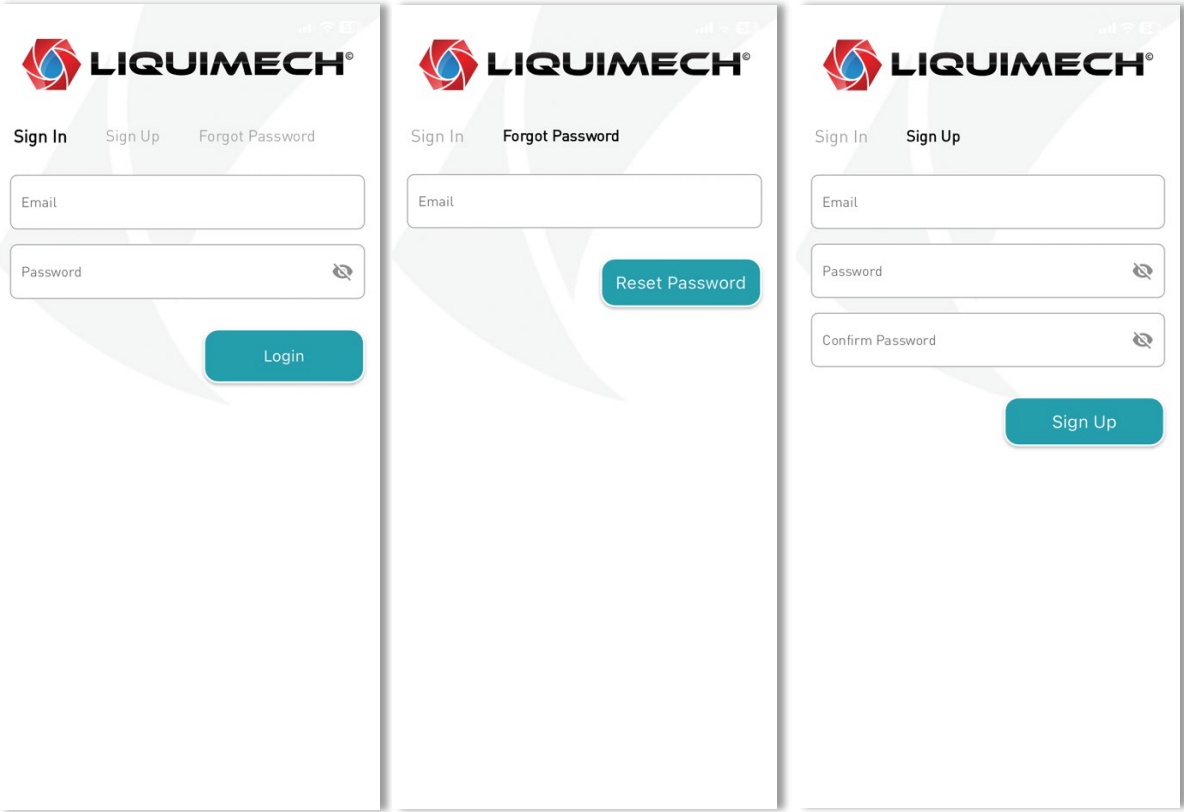 LIQUIMECH©
Sign In Sign Up Forgot Password
Email
Password
Login
LIQUIMECH©
Sign In Forgot Password
Email
Reset Password
LIQUIMECH©
Sign In Sign Up
Email
Password
Confirm Password
Sign Up